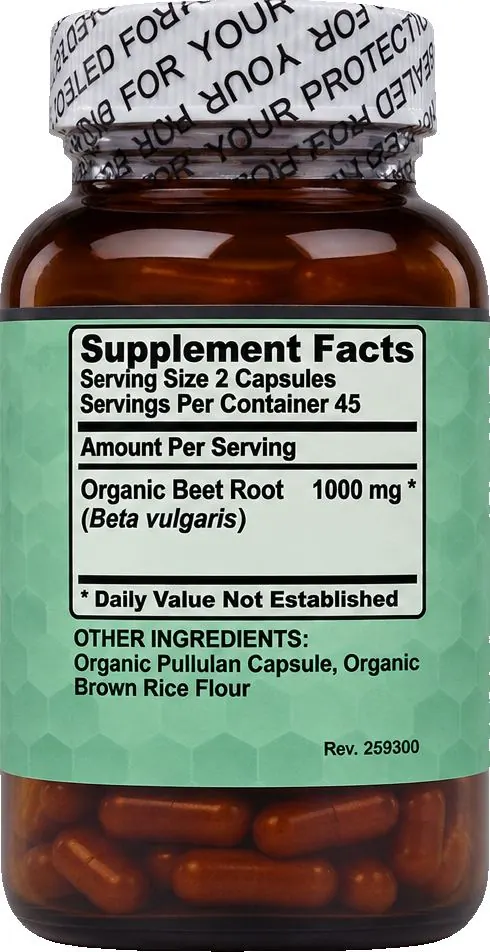 SEALED FOR YOUR PROTECTION
Supplement Facts
Serving Size 2 Capsules
Servings Per Container 45
Amount Per Serving
Organic Beet Root 1000 mg *
(Beta vulgaris)
* Daily Value Not Established
OTHER INGREDIENTS:
Organic Pullulan Capsule, Organic
Brown Rice Flour
Rev. 259300